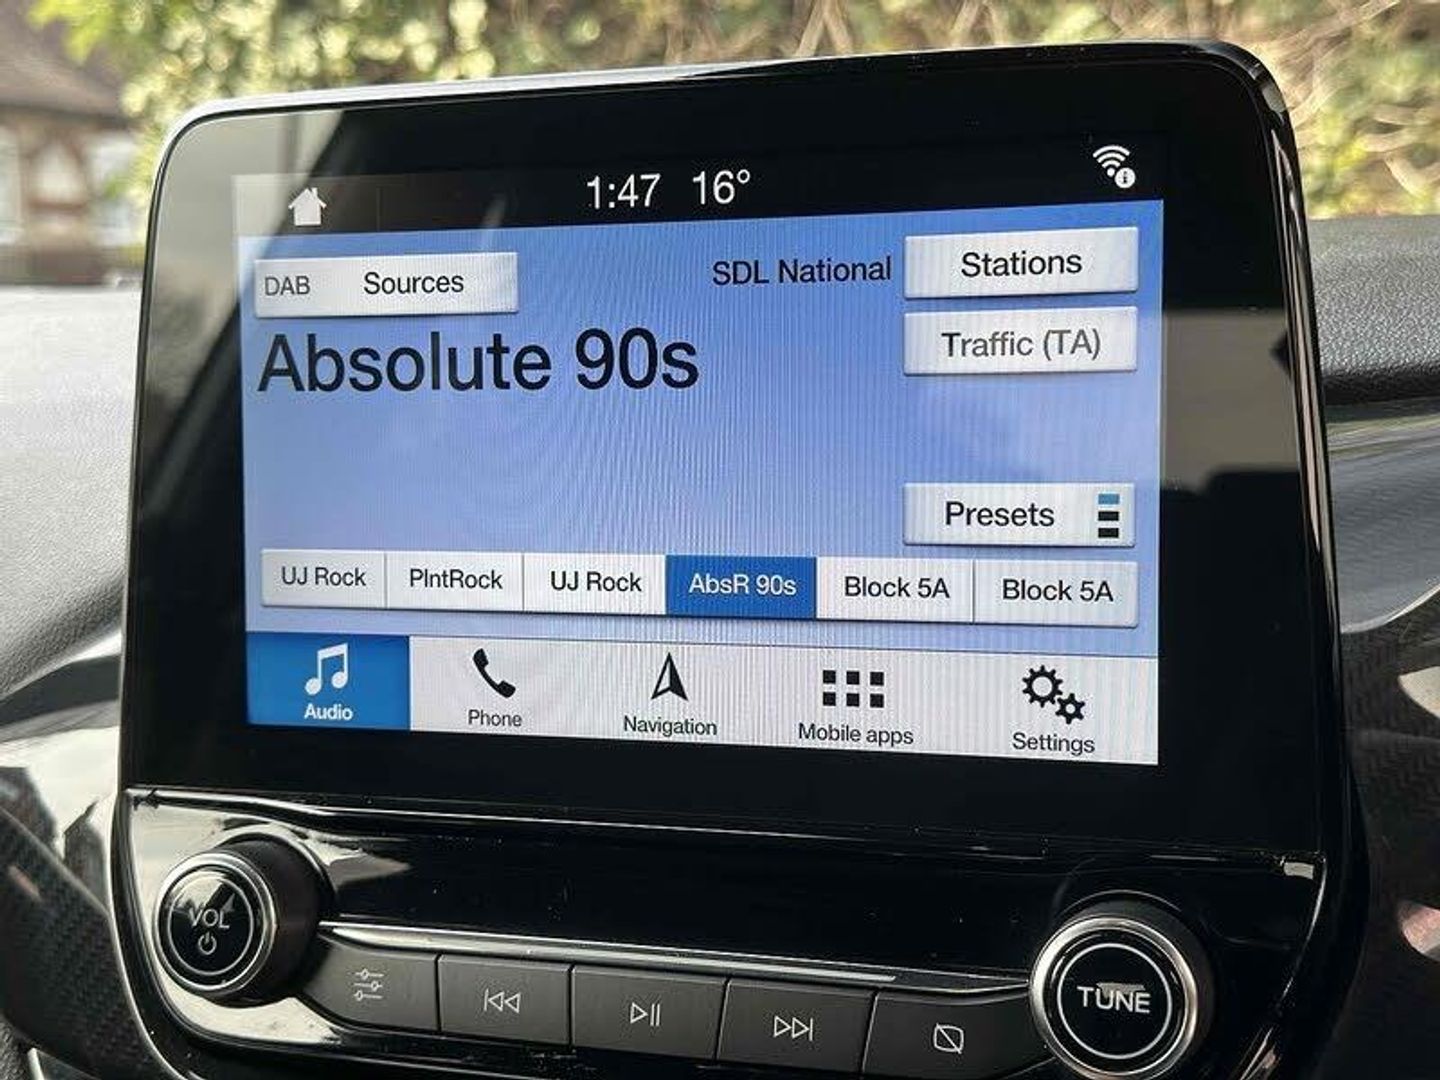 1:47 16°
DAB Sources
SDL National
Stations
Absolute 90s
Traffic (TA)
Presets
UJ Rock
PlntRock
UJ Rock
AbsR 90s
Block 5A
Block 5A
Audio
Phone
Navigation
Mobile apps
Settings
VOL
TUNE